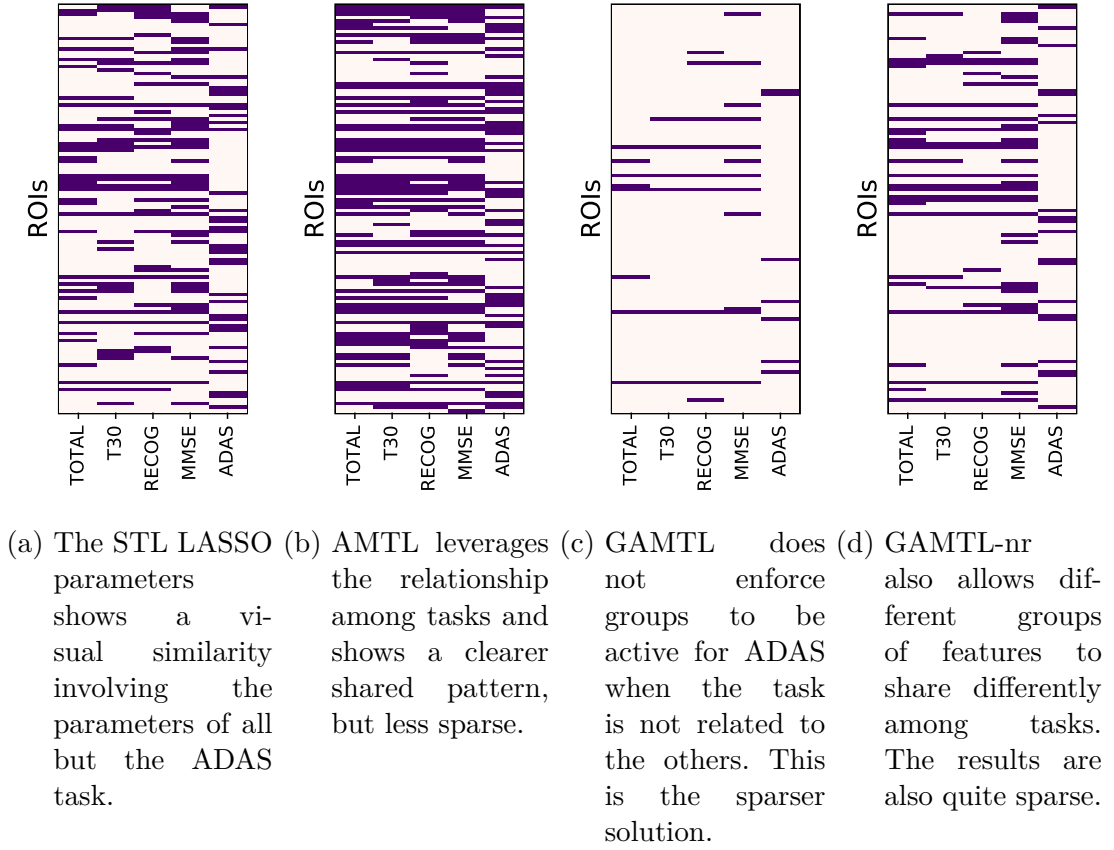 ROIs
TOTAL
T30
RECOG
MMSE
ADAS
ROIs
TOTAL
T30
RECOG
MMSE
ADAS
ROIs
TOTAL
T30
RECOG
MMSE
ADAS
ROIs
TOTAL
T30
RECOG
MMSE
ADAS
(a) The STL LASSO
parameters
shows a vi-
sual similarity
involving the
parameters of all
but the ADAS
task.
(b) AMTL leverages
the relationship
among tasks and
shows a clearer
shared pattern,
but less sparse.
(c) GAMTL does
not enforce
groups to be
active for ADAS
when the task
is not related to
the others. This
is the sparser
solution.
(d) GAMTL-nr
also allows dif-
ferent groups
of features to
share differently
among tasks.
The results are
also quite sparse.